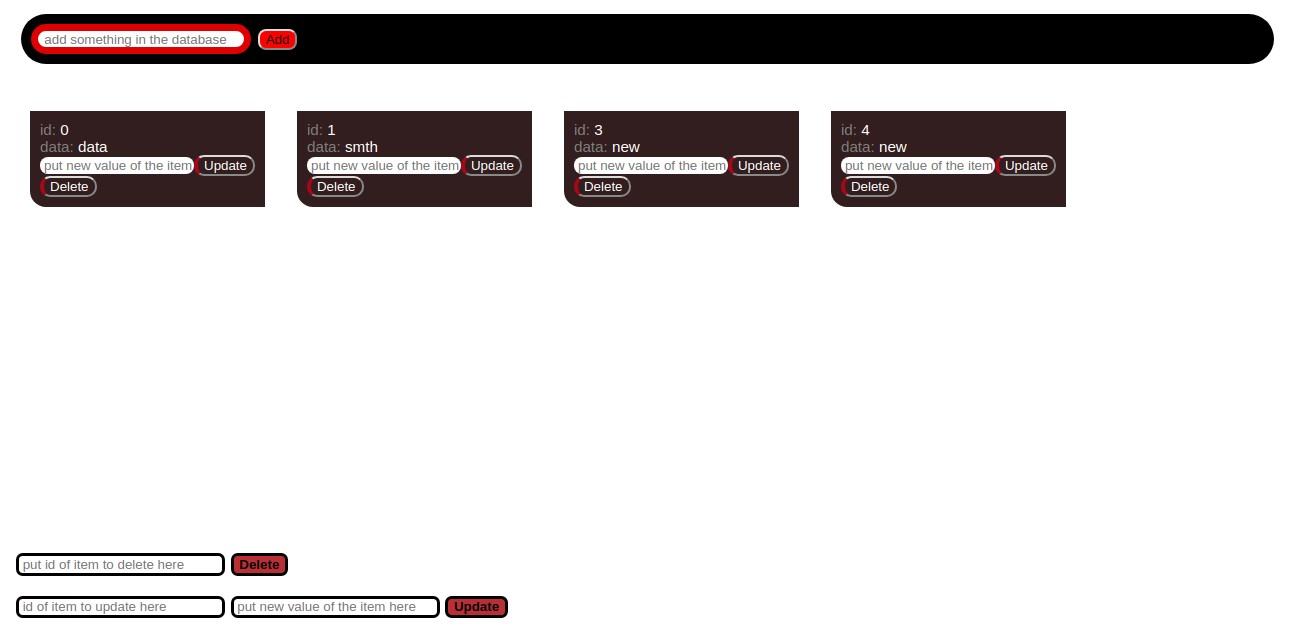 add something in the database Add
id: 0
data: data
put new value of the item Update
Delete
id: 1
data: smth
put new value of the item Update
Delete
id: 3
data: new
put new value of the item Update
Delete
id: 4
data: new
put new value of the item Update
Delete
put id of item to delete here Delete
id of item to update here put new value of the item here Update